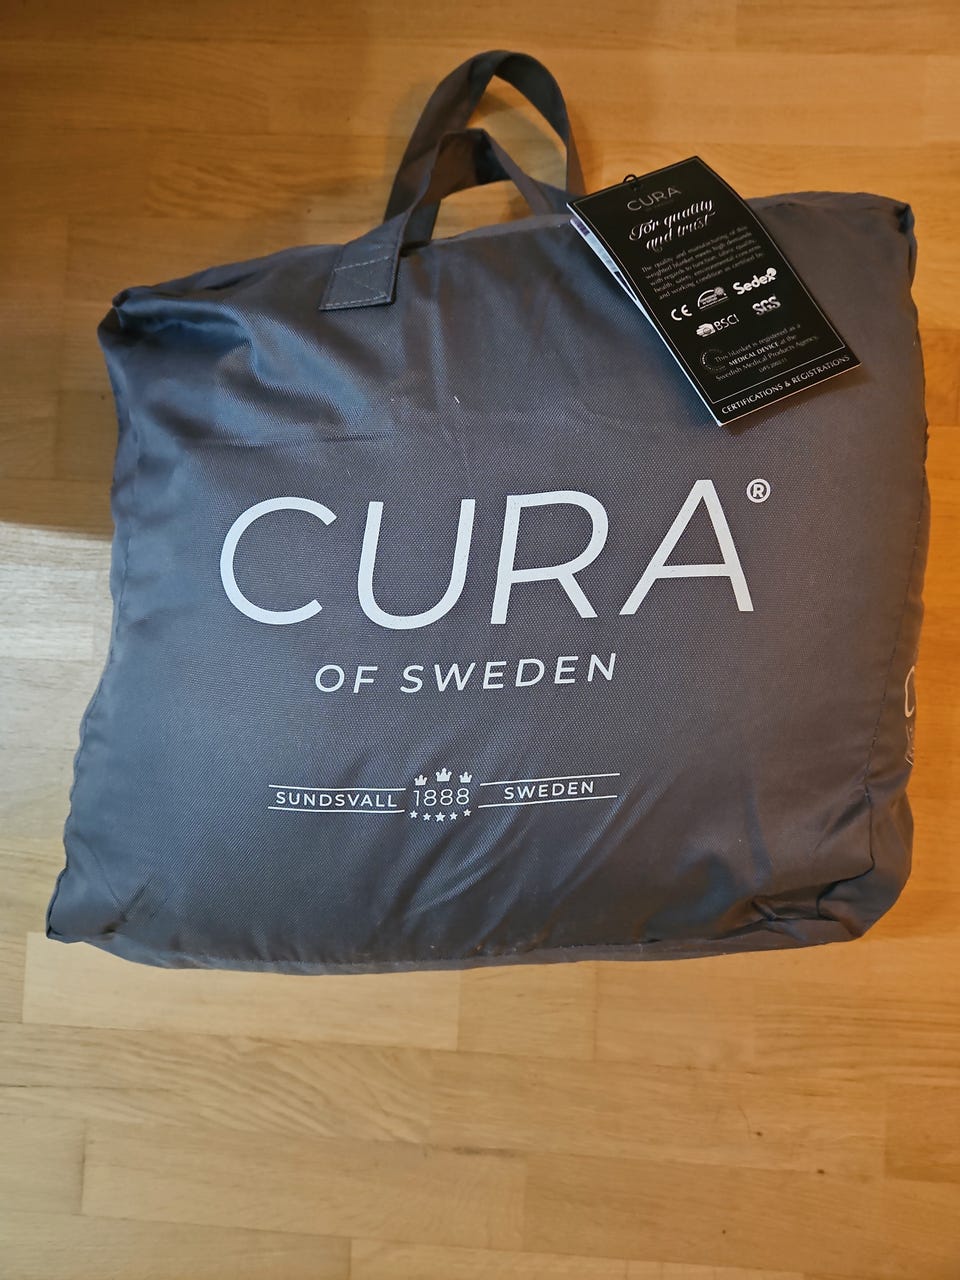 CURA
For quality
and trust
The quality and manufacturing of this
weighted blanket meets high demands
with regards to function, fabric quality,
health, safety, environmental concerns
and working condition as certified by:
CE
Sedex
BSCI
SGS
This blanket is registered as a
MEDICAL DEVICE at the
Swedish Medical Products Agency.
CERTIFICATIONS & REGISTRATIONS
CURA®
OF SWEDEN
SUNDSVALL 1888 SWEDEN